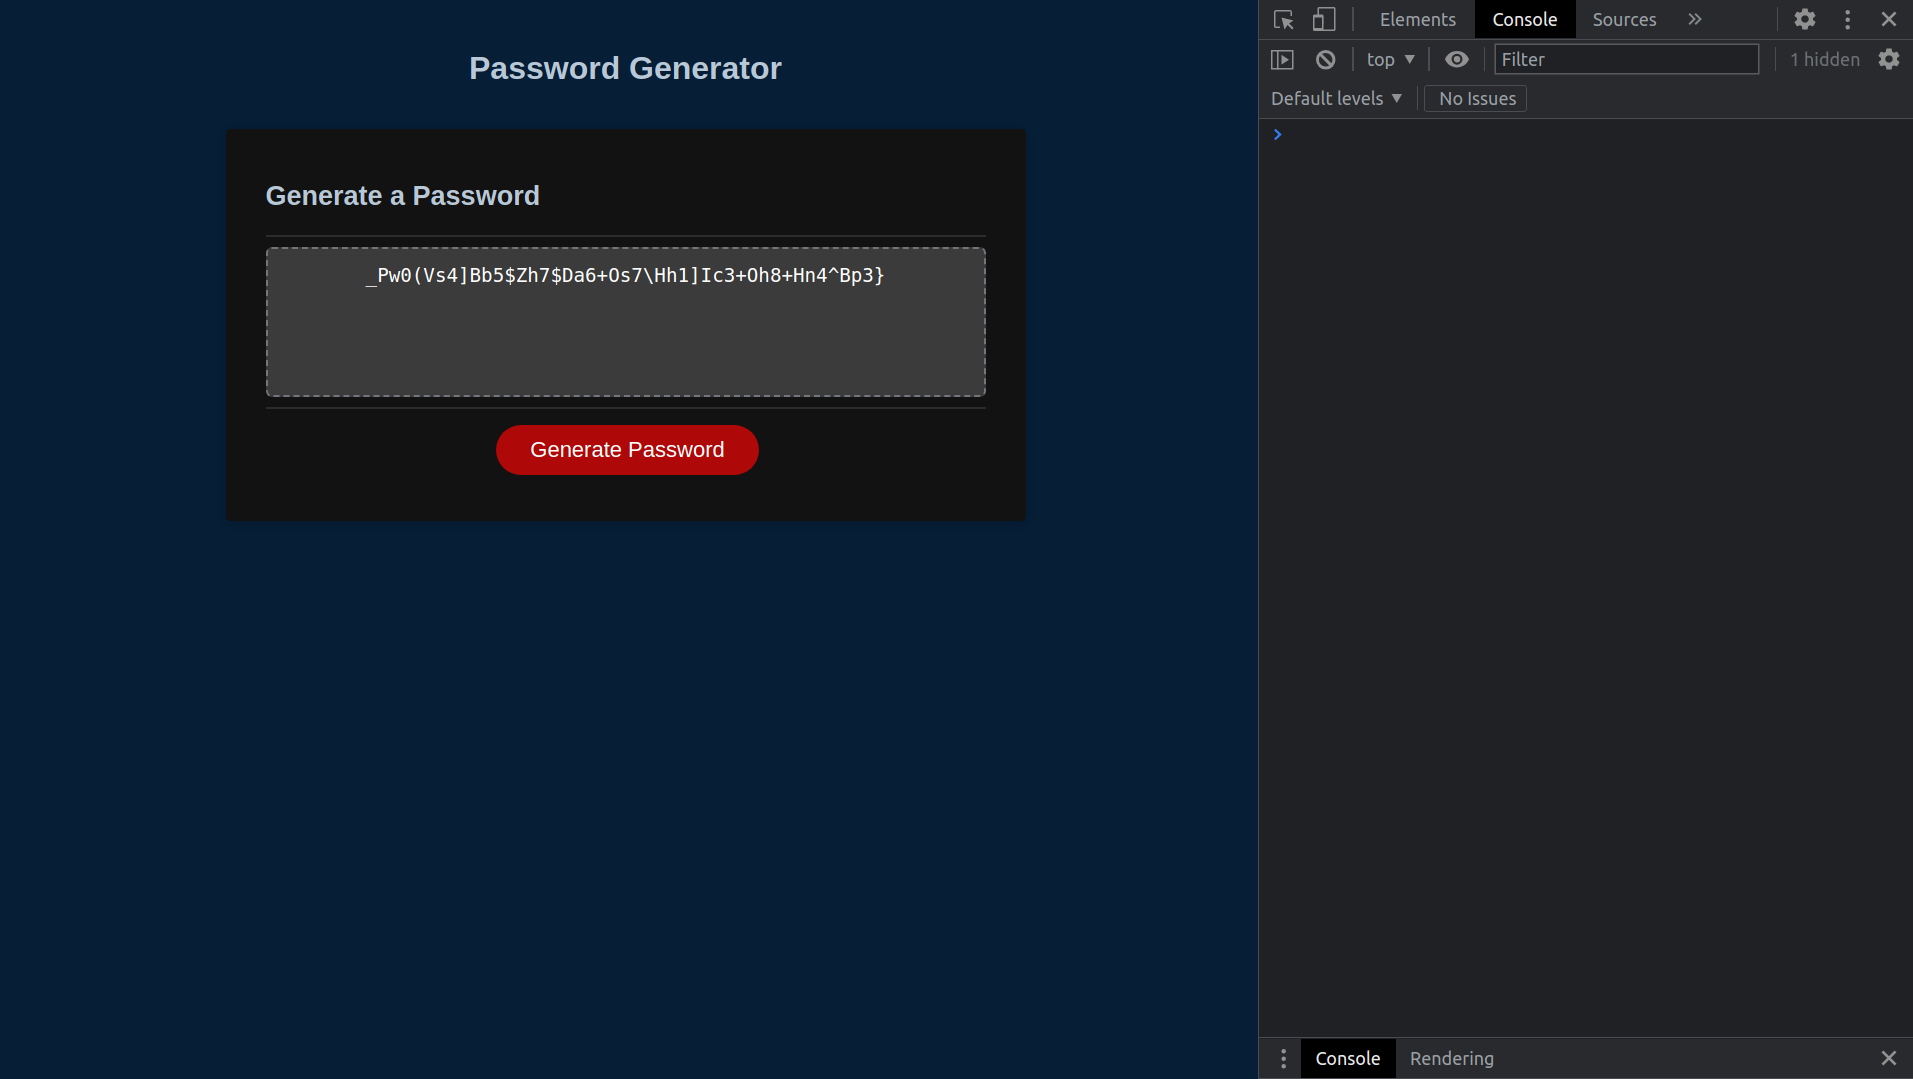 Password Generator
Generate a Password
_Pw0(Vs4]Bb5$Zh7$Da6+Os7\Hh1]Ic3+Oh8+Hn4^Bp3}
Generate Password
Elements Console Sources »
top ▼ Filter 1 hidden
Default levels ▼ No Issues
›
Console Rendering